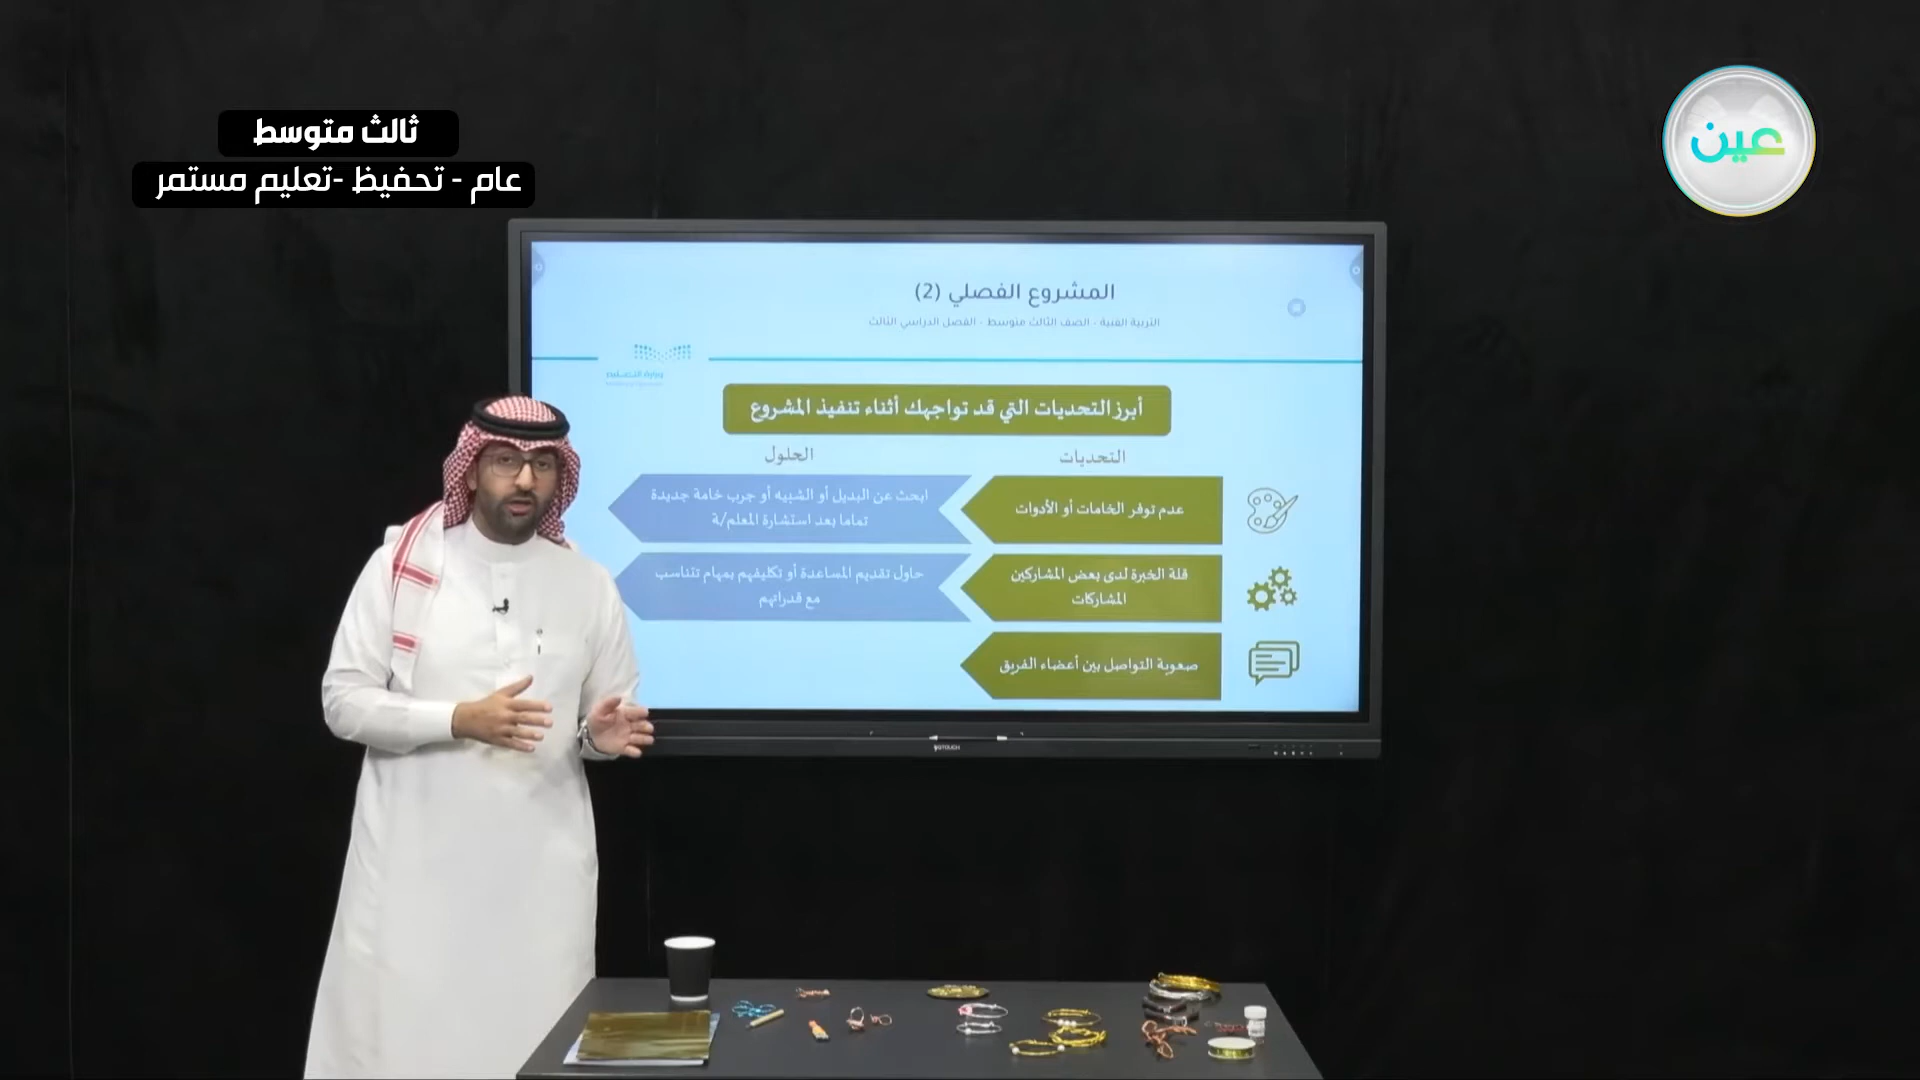 ثالث متوسط
عام - تحفيظ -تعليم مستمر
عين
المشروع الفصلي (2)
التربية الفنية - الصف الثالث متوسط - الفصل الدراسي الثالث
وزارة التعليم
أبرز التحديات التي قد تواجهك أثناء تنفيذ المشروع
التحديات
الحلول
عدم توفر الخامات أو الأدوات
ابحث عن البديل أو الشبيه أو جرب خامة جديدة
تماما بعد استشارة المعلم/ة
قلة الخبرة لدى بعض المشاركين
المشاركات
حاول تقديم المساعدة أو تكليفهم بمهام تتناسب
مع قدراتهم
صعوبة التواصل بين أعضاء الفريق